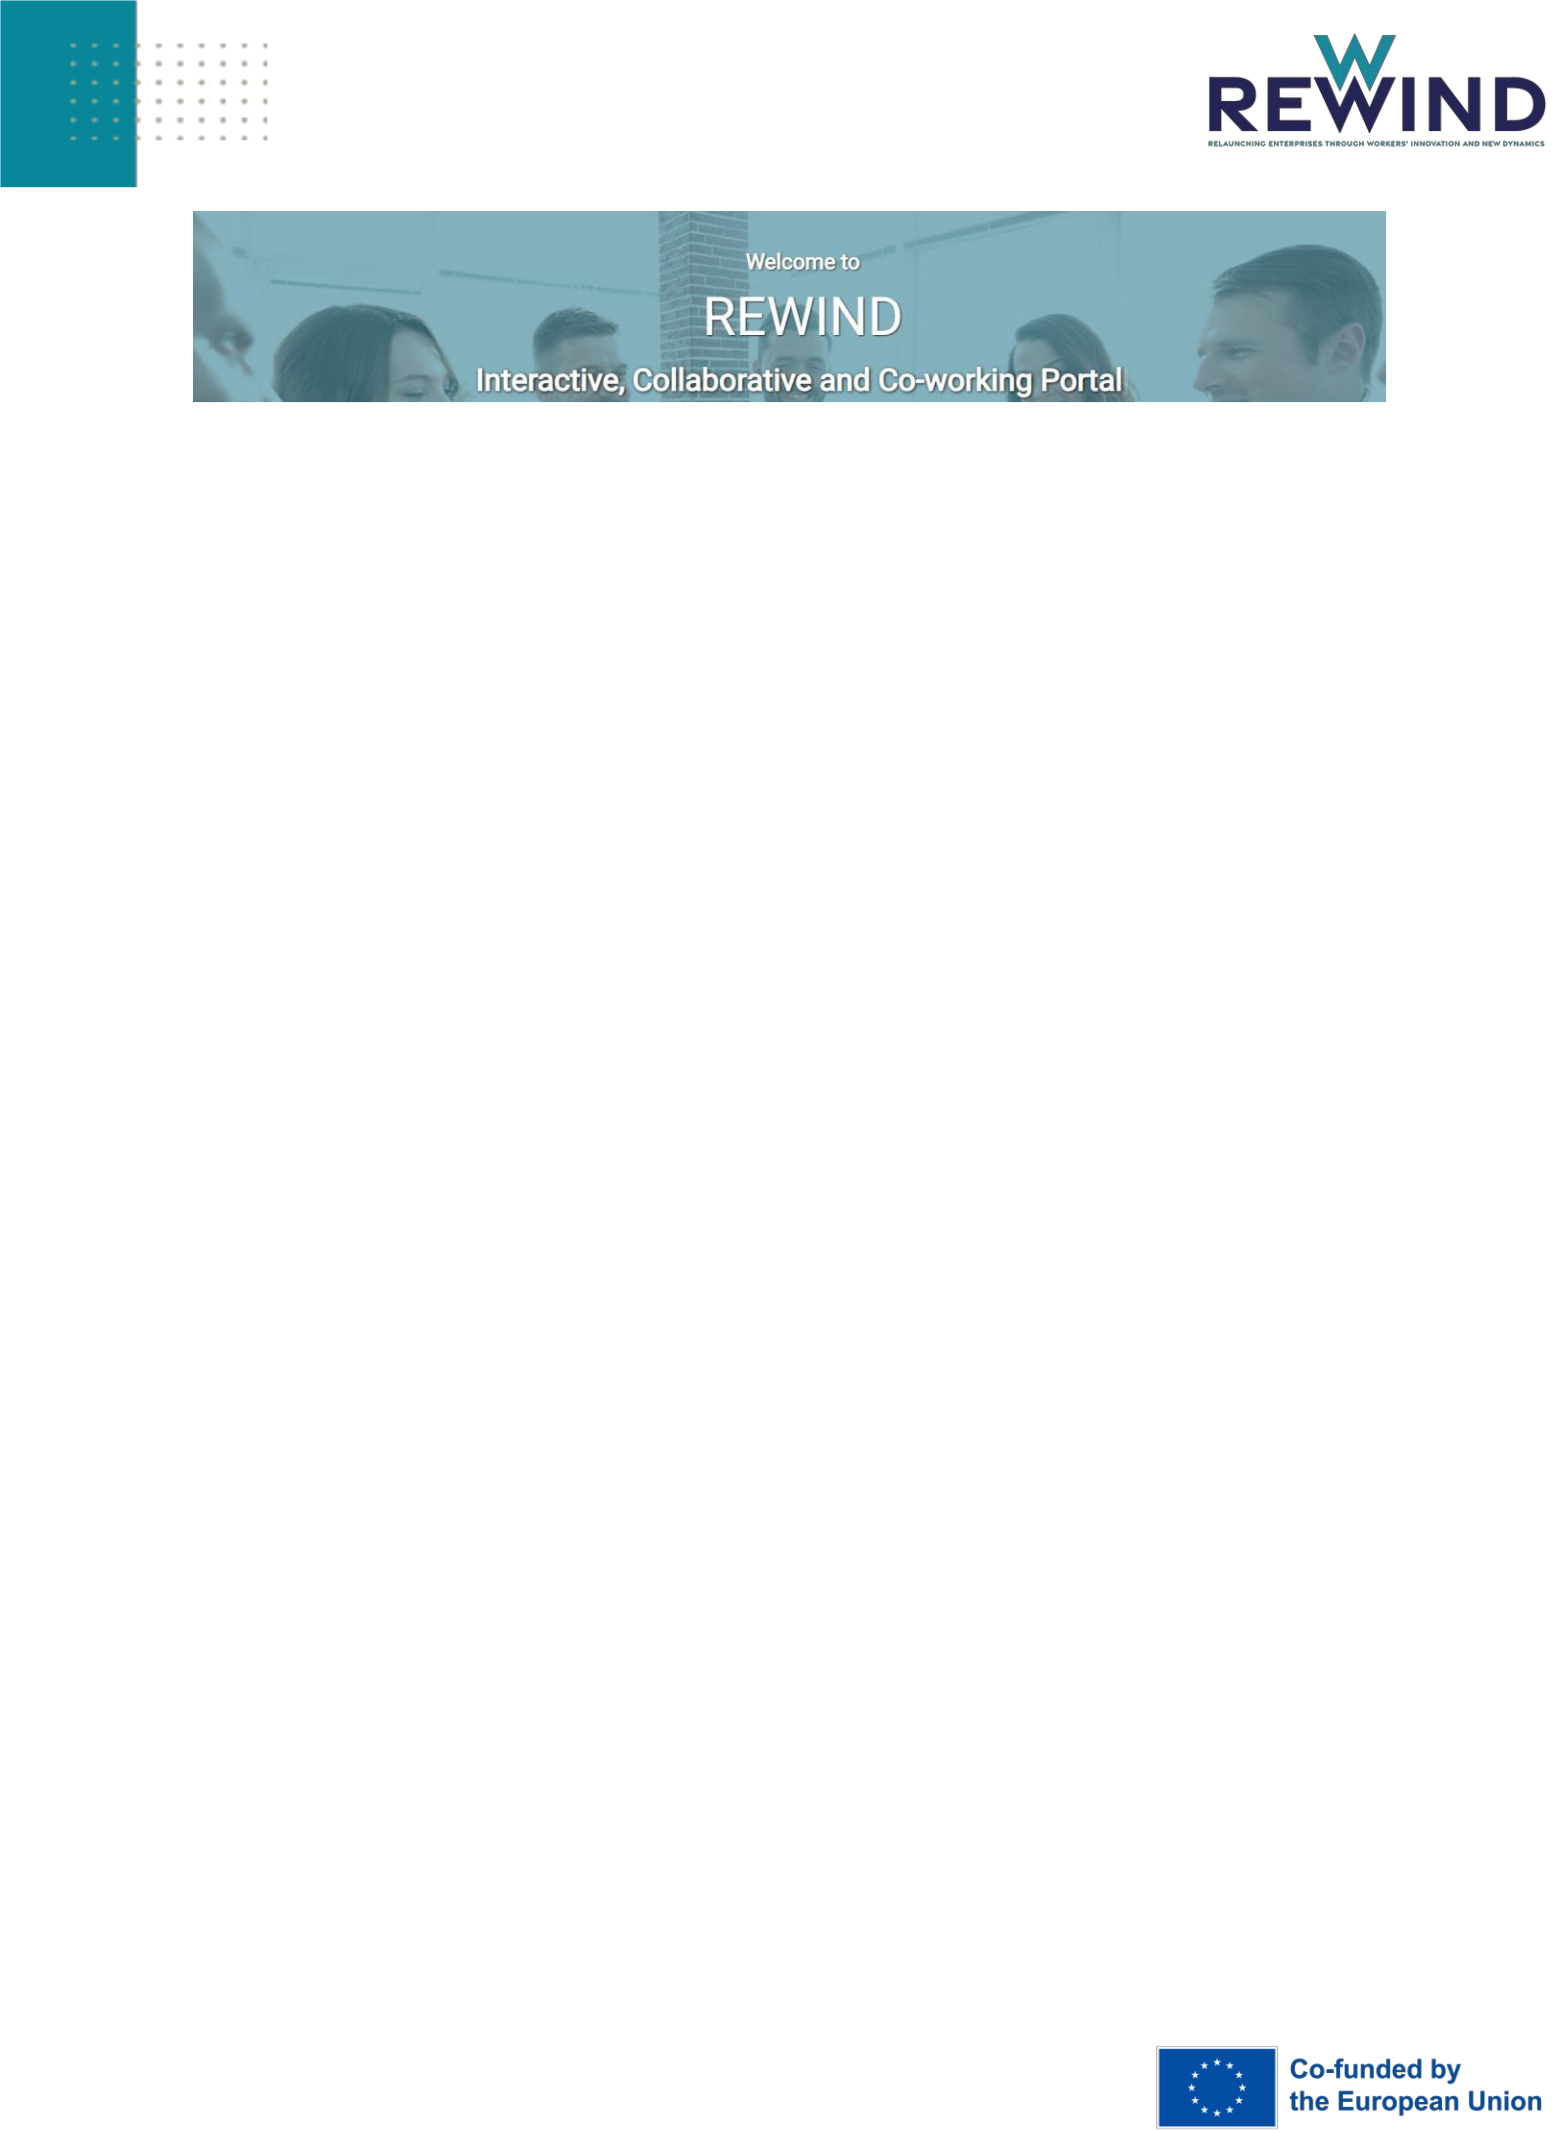 REWIND
RELAUNCHING ENTERPRISES THROUGH WORKERS' INNOVATION AND NEW DYNAMICS
Welcome to
REWIND
Interactive, Collaborative and Co-working Portal
Co-funded by
the European Union